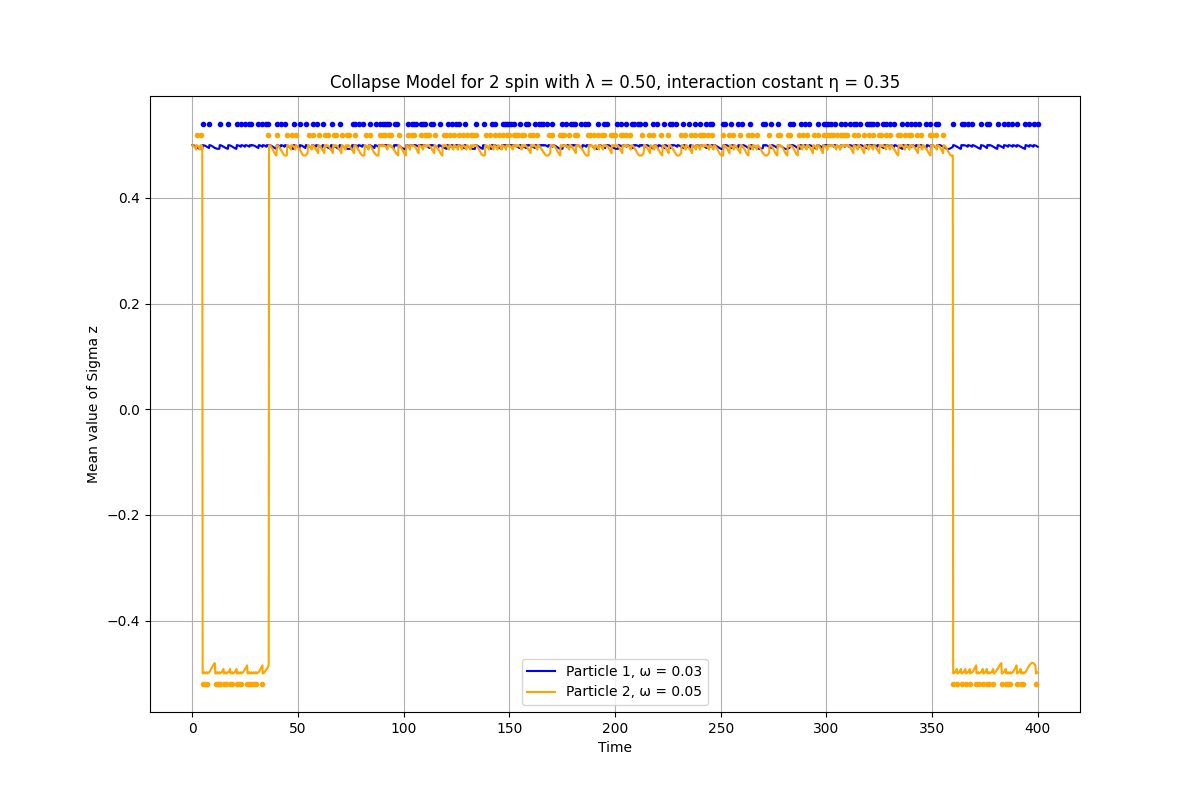 Collapse Model for 2 spin with λ = 0.50, interaction costant η = 0.35
0.4
0.2
0.0
−0.2
−0.4
Mean value of Sigma z
Particle 1, ω = 0.03
Particle 2, ω = 0.05
0 50 100 150 200 250 300 350 400
Time